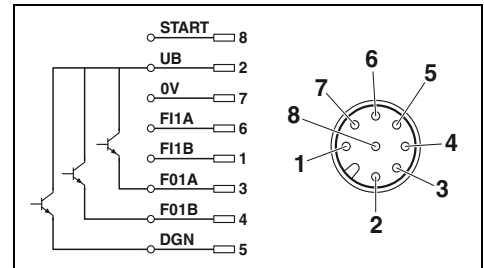 START 8
UB 2
0V 7
FI1A 6
FI1B 1
F01A 3
F01B 4
DGN 5
6
7 5
8
1 4
3
2